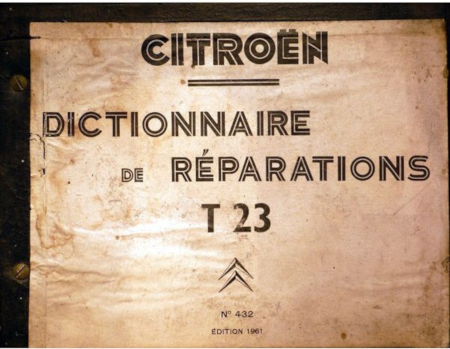 CITROËN
DICTIONNAIRE
DE RÉPARATIONS
T 23
Nº 432
ÉDITION 1961